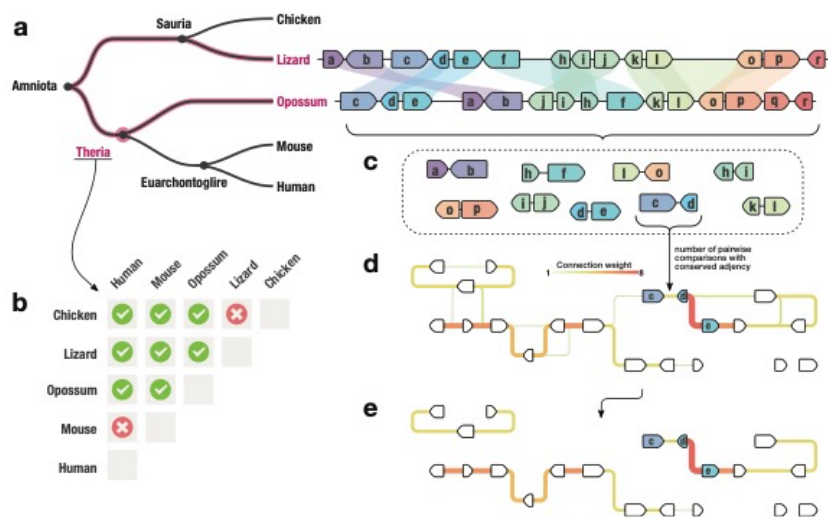 a
Sauria
Chicken
Lizard
a b c d e f h i j k l o p r
Amniota
Opossum
c d e a b j i h f k l o p q r
Theria
Mouse
Euarchontoglire
Human
c
a b h f l o h i
o p i j d e c d k l
number of pairwise
comparisons with
conserved adjency
b
Human Mouse Opossum Lizard Chicken
Chicken
Lizard
Opossum
Mouse
Human
d
Connection weight
1 8
c d
e
e
c d
e